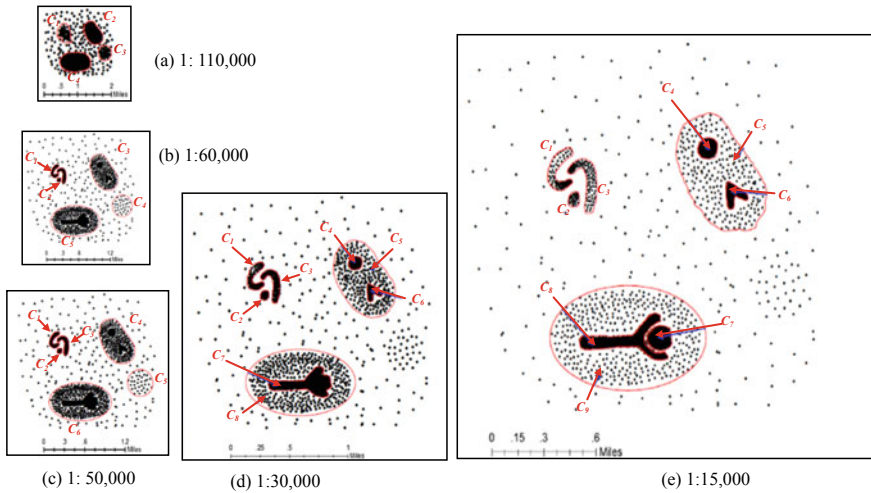 C1
C2
C3
C4
0 .5 1 2
Miles
(a) 1: 110,000
C1
C2
C3
C4
C5
0 .3 .6 1.2
Miles
(b) 1:60,000
C1
C2
C3
C4
C5
C6
0 .3 .6 1.2
Miles
(c) 1: 50,000
C1
C2
C3
C4
C5
C6
C7
C8
0 .25 .5 1
Miles
(d) 1:30,000
C1
C2
C3
C4
C5
C6
C7
C8
C9
0 .15 .3 .6
Miles
(e) 1:15,000